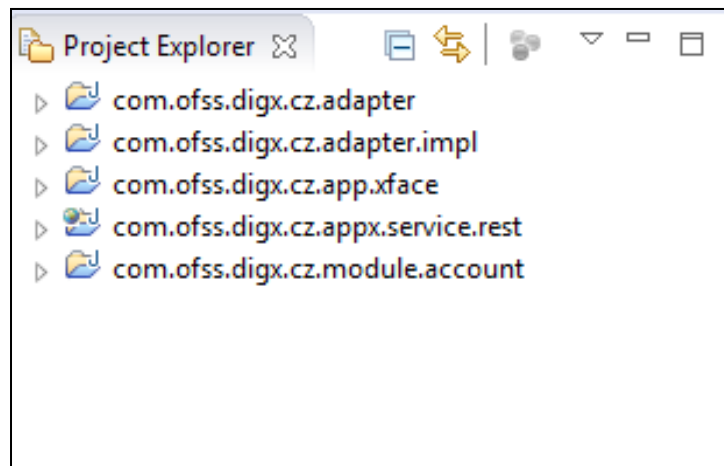 Project Explorer
com.ofss.digx.cz.adapter
com.ofss.digx.cz.adapter.impl
com.ofss.digx.cz.app.xface
com.ofss.digx.cz.appx.service.rest
com.ofss.digx.cz.module.account